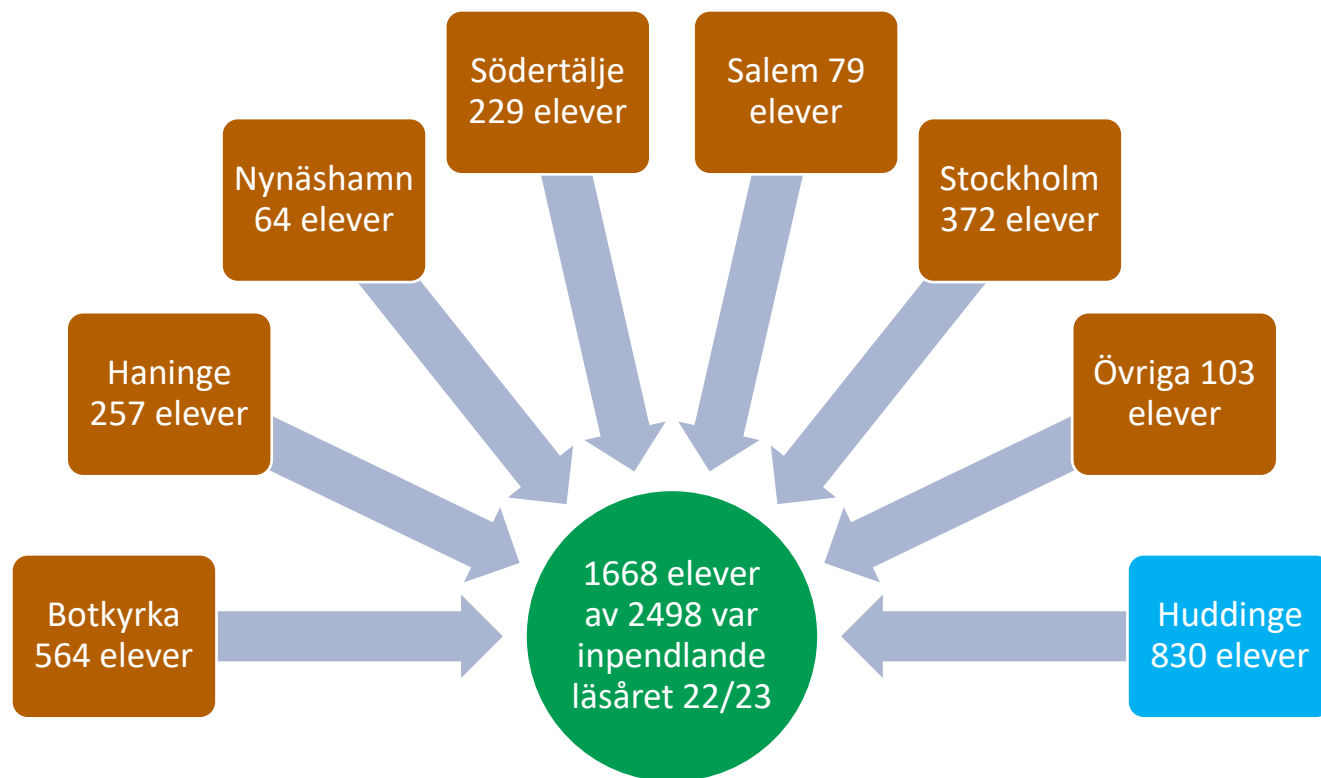 Södertälje
229 elever
Salem 79
elever
Nynäshamn
64 elever
Stockholm
372 elever
Haninge
257 elever
Övriga 103
elever
Botkyrka
564 elever
1668 elever
av 2498 var
inpendlande
läsåret 22/23
Huddinge
830 elever